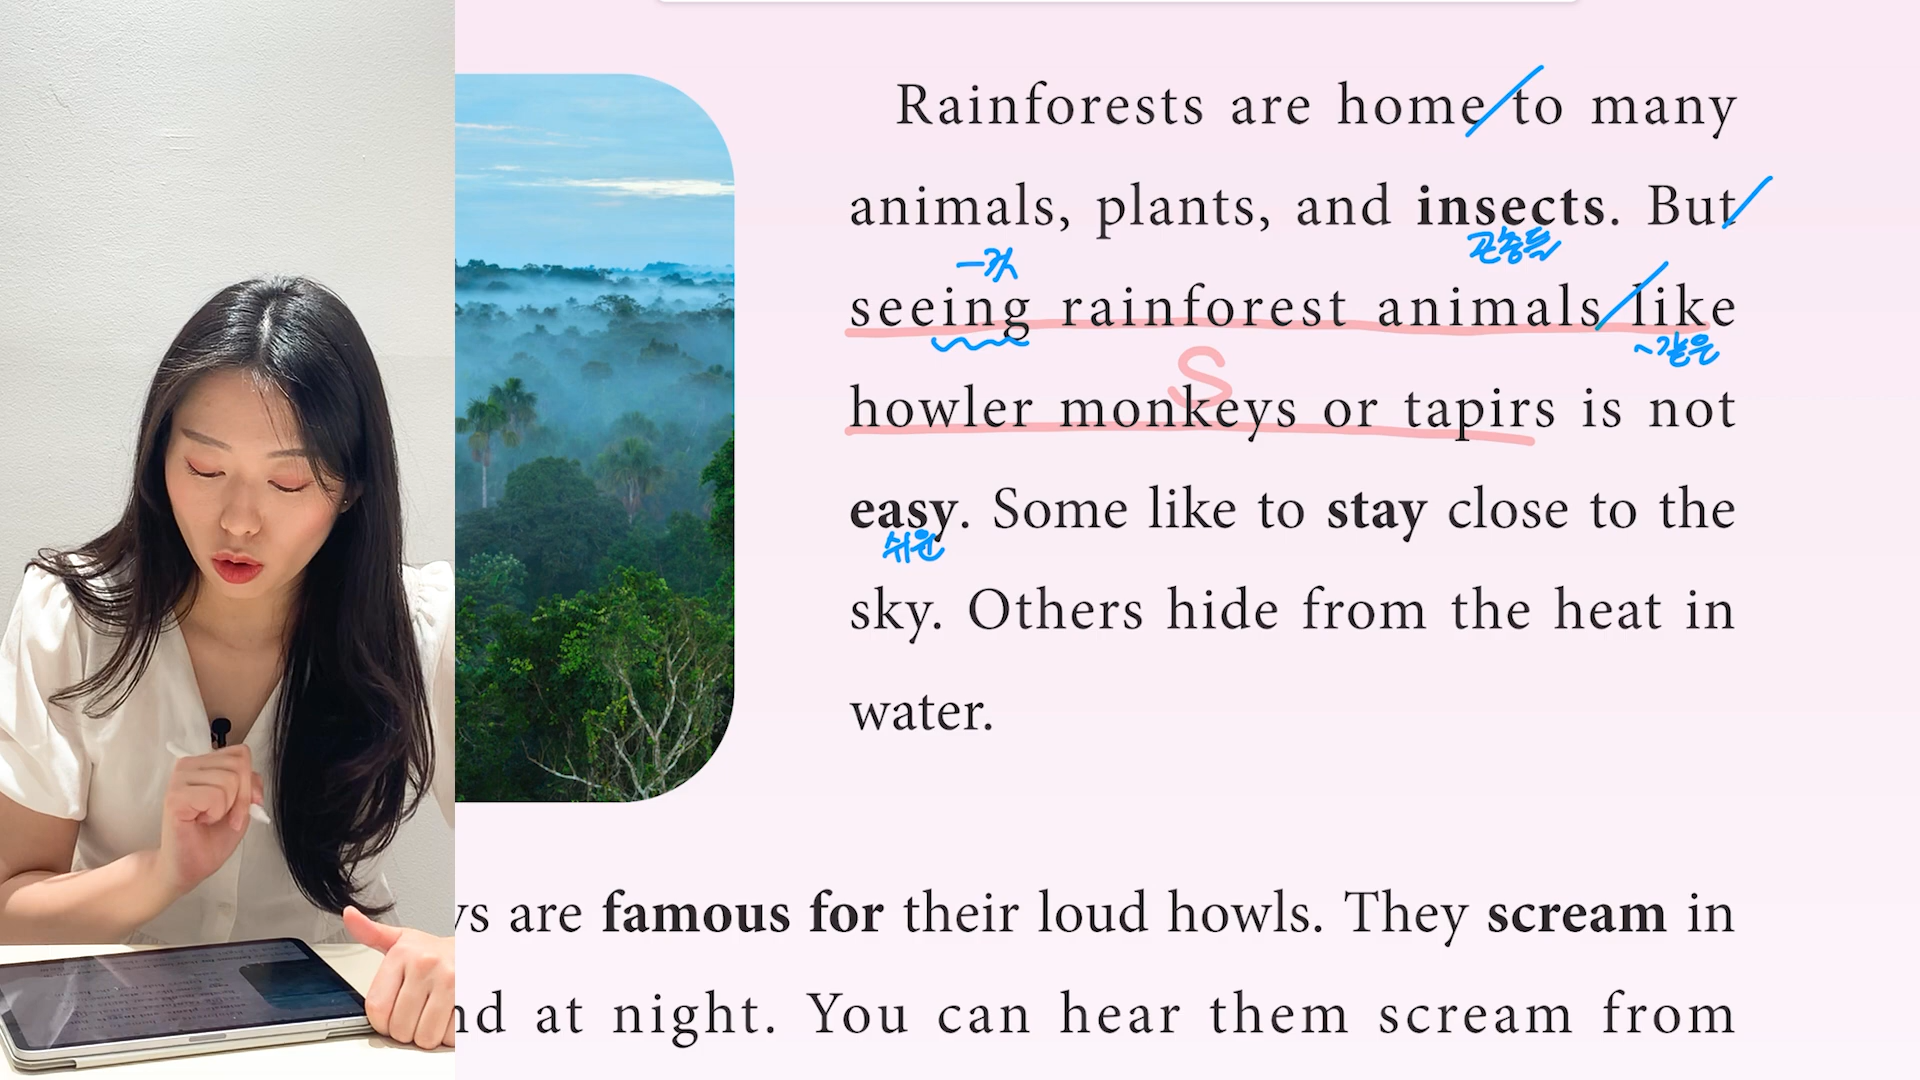 Rainforests are home to many
animals, plants, and insects. But
곤충들
-것
seeing rainforest animals like
~같은
S
howler monkeys or tapirs is not
easy. Some like to stay close to the
쉬운
sky. Others hide from the heat in
water.
ys are famous for their loud howls. They scream in
nd at night. You can hear them scream from